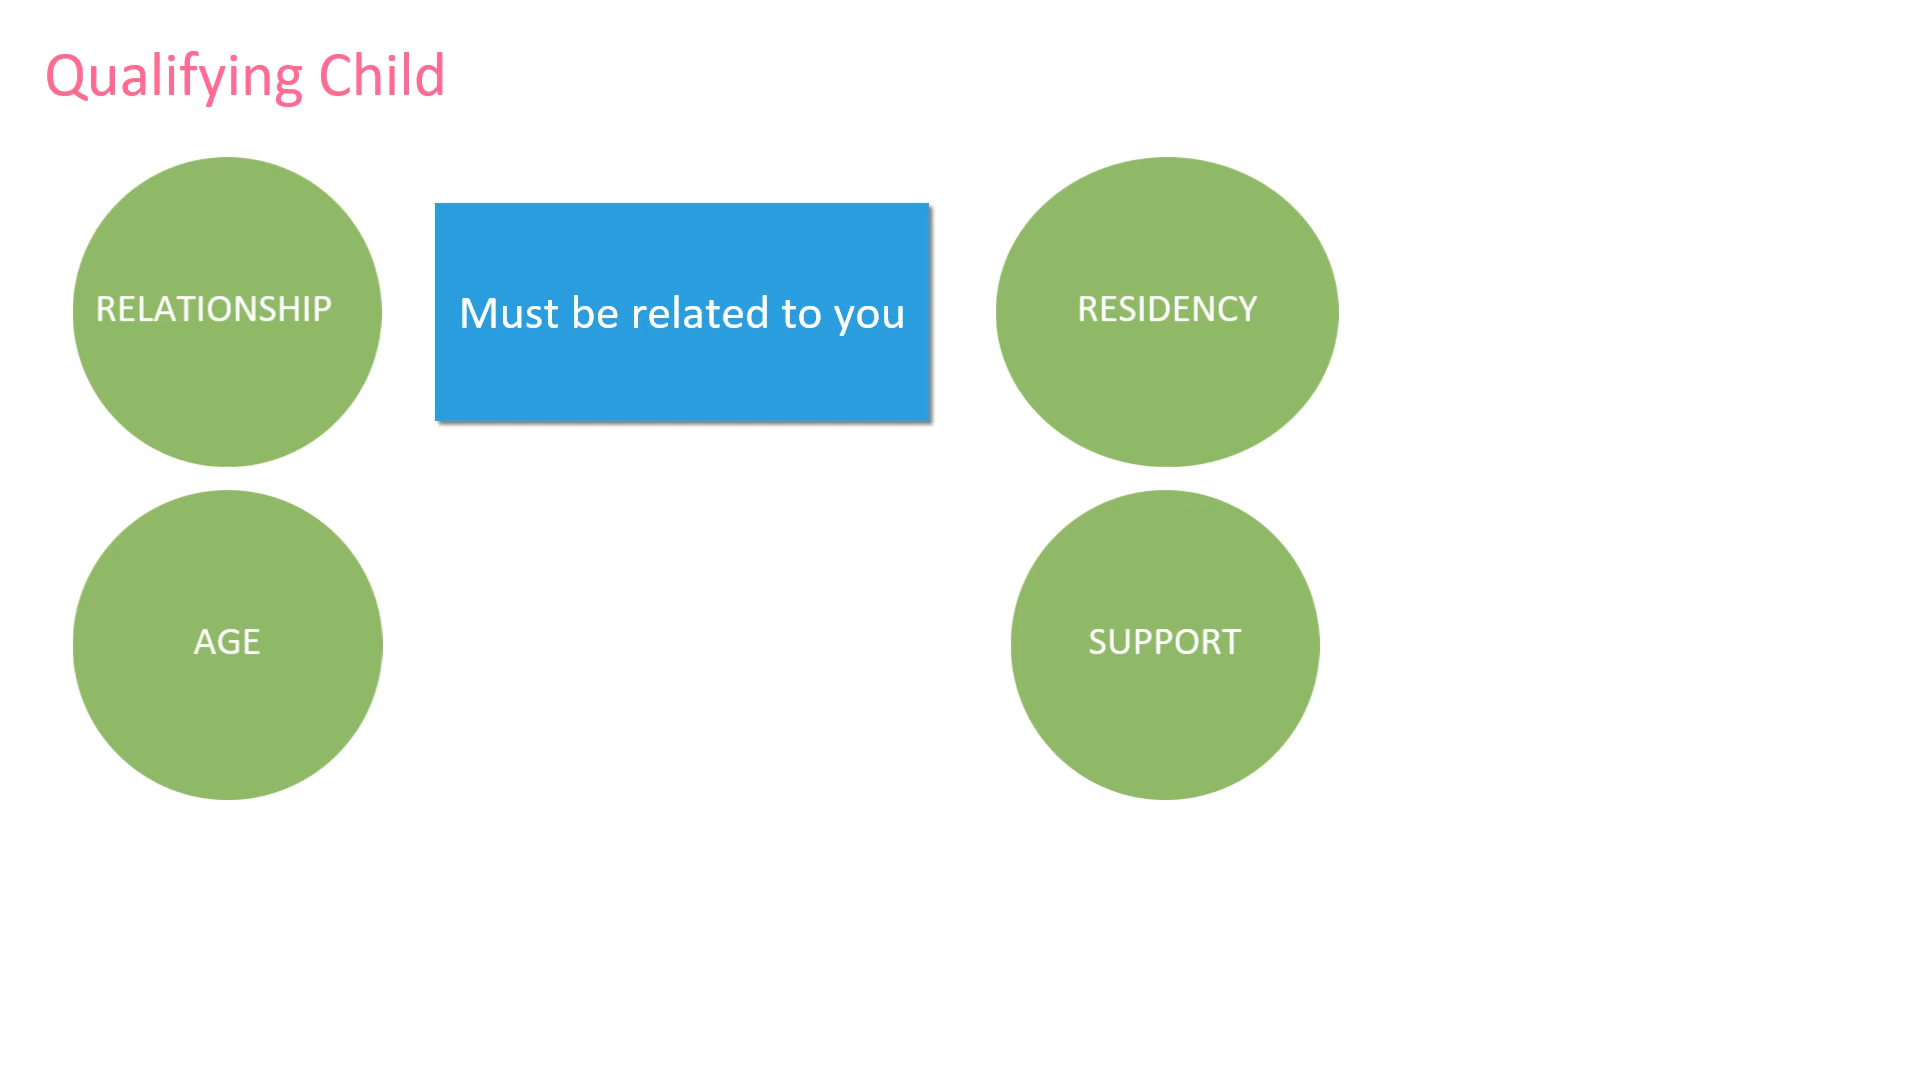 Qualifying Child
RELATIONSHIP
Must be related to you
RESIDENCY
AGE
SUPPORT